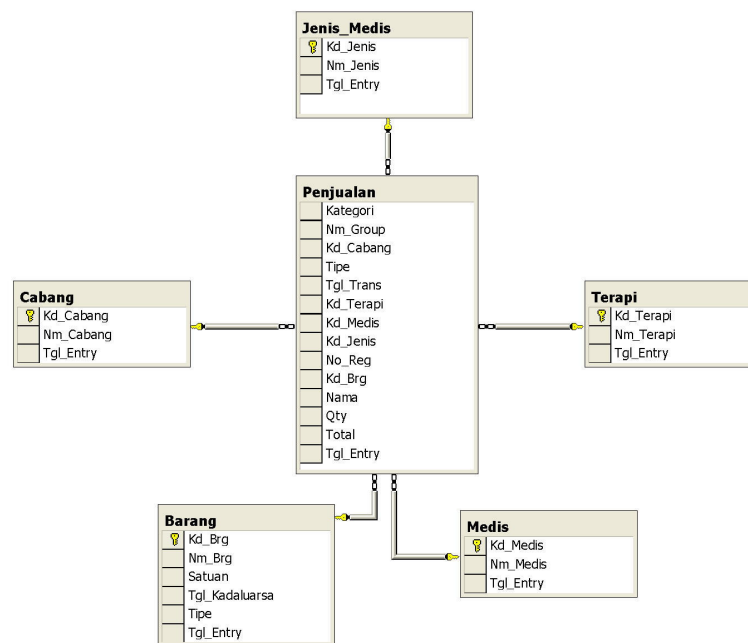 Jenis_Medis
Kd_Jenis
Nm_Jenis
Tgl_Entry
Penjualan
Kategori
Nm_Group
Kd_Cabang
Tipe
Tgl_Trans
Kd_Terapi
Kd_Medis
Kd_Jenis
No_Reg
Kd_Brg
Nama
Qty
Total
Tgl_Entry
Cabang
Kd_Cabang
Nm_Cabang
Tgl_Entry
Terapi
Kd_Terapi
Nm_Terapi
Tgl_Entry
Barang
Kd_Brg
Nm_Brg
Satuan
Tgl_Kadaluarsa
Tipe
Tgl_Entry
Medis
Kd_Medis
Nm_Medis
Tgl_Entry